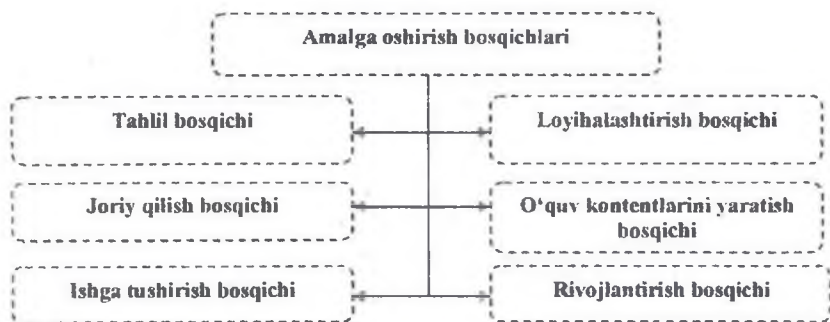 Amalga oshirish bosqichlari
Tahlil bosqichi
Loyihalashtirish bosqichi
Joriy qilish bosqichi
O‘quv kontentlarini yaratish
bosqichi
Ishga tushirish bosqichi
Rivojlantirish bosqichi